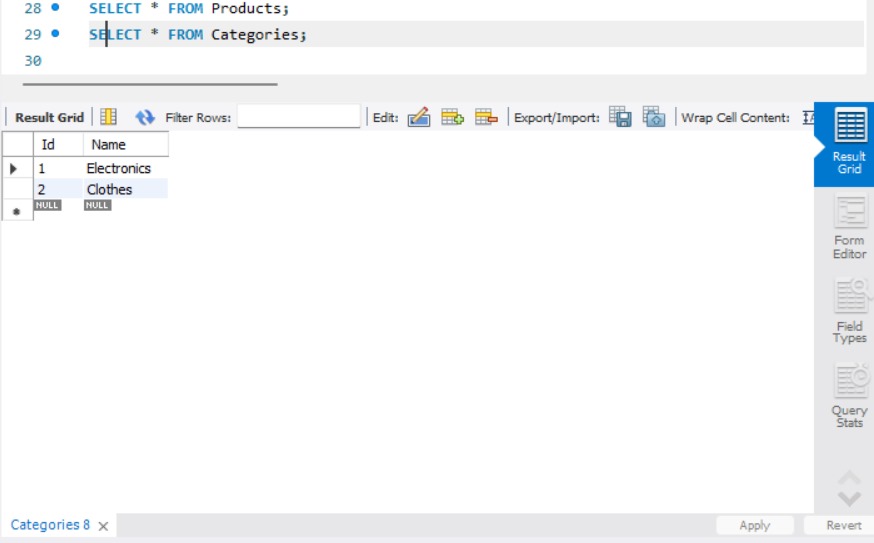 28 SELECT * FROM Products;
29 SELECT * FROM Categories;
30
Result Grid Filter Rows: Edit: Export/Import: Wrap Cell Content:
Id Name
1 Electronics
2 Clothes
NULL NULL
Result
Grid
Form
Editor
Field
Types
Query
Stats
Categories 8 Apply Revert